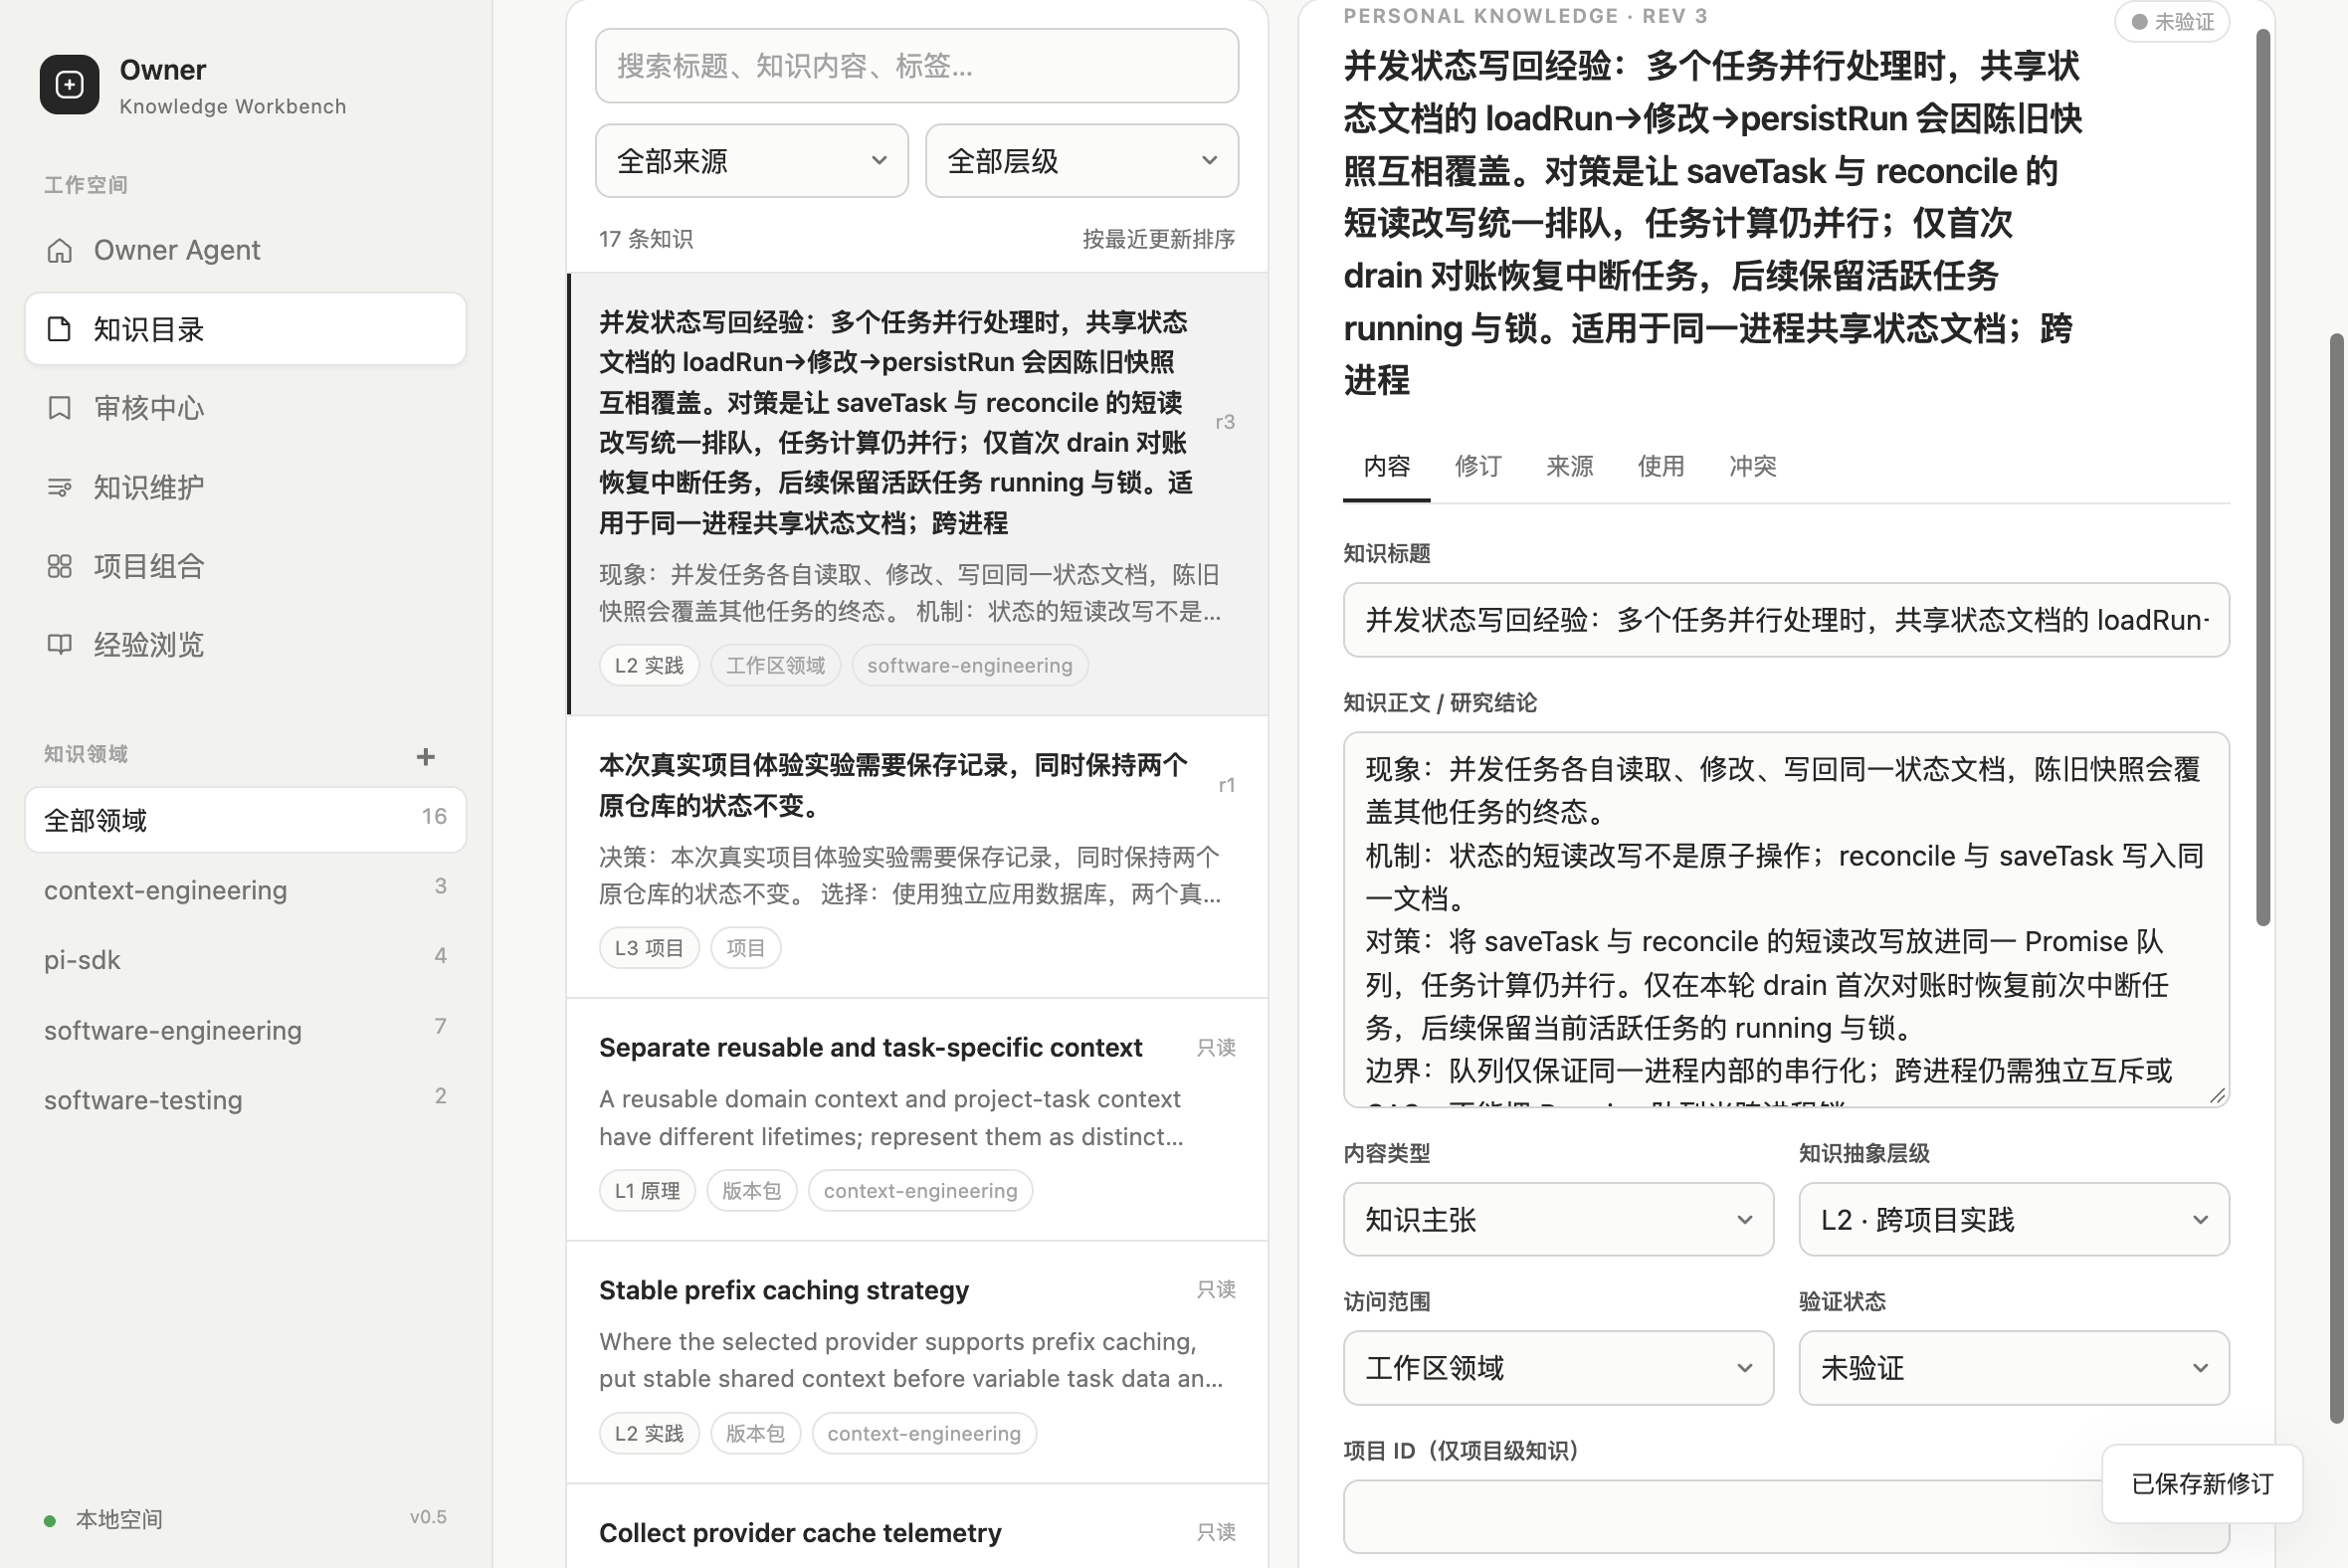 Owner
Knowledge Workbench
工作空间
Owner Agent
知识目录
审核中心
知识维护
项目组合
经验浏览
知识领域
+
全部领域 16
context-engineering 3
pi-sdk 4
software-engineering 7
software-testing 2
本地空间 v0.5
搜索标题、知识内容、标签...
全部来源
全部层级
17 条知识 按最近更新排序
并发状态写回经验：多个任务并行处理时，共享状态
文档的 loadRun→修改→persistRun 会因陈旧快照
互相覆盖。对策是让 saveTask 与 reconcile 的短读
改写统一排队，任务计算仍并行；仅首次 drain 对账
恢复中断任务，后续保留活跃任务 running 与锁。适
用于同一进程共享状态文档；跨进程
r3
现象：并发任务各自读取、修改、写回同一状态文档，陈旧
快照会覆盖其他任务的终态。 机制：状态的短读改写不是...
L2 实践 工作区领域 software-engineering
本次真实项目体验实验需要保存记录，同时保持两个
原仓库的状态不变。
r1
决策：本次真实项目体验实验需要保存记录，同时保持两个
原仓库的状态不变。 选择：使用独立应用数据库，两个真...
L3 项目 项目
Separate reusable and task-specific context 只读
A reusable domain context and project-task context
have different lifetimes; represent them as distinct...
L1 原理 版本包 context-engineering
Stable prefix caching strategy 只读
Where the selected provider supports prefix caching,
put stable shared context before variable task data an...
L2 实践 版本包 context-engineering
Collect provider cache telemetry 只读
PERSONAL KNOWLEDGE · REV 3
未验证
并发状态写回经验：多个任务并行处理时，共享状
态文档的 loadRun→修改→persistRun 会因陈旧快
照互相覆盖。对策是让 saveTask 与 reconcile 的
短读改写统一排队，任务计算仍并行；仅首次
drain 对账恢复中断任务，后续保留活跃任务
running 与锁。适用于同一进程共享状态文档；跨
进程
内容 修订 来源 使用 冲突
知识标题
并发状态写回经验：多个任务并行处理时，共享状态文档的 loadRun-
知识正文 / 研究结论
现象：并发任务各自读取、修改、写回同一状态文档，陈旧快照会覆
盖其他任务的终态。
机制：状态的短读改写不是原子操作；reconcile 与 saveTask 写入同
一文档。
对策：将 saveTask 与 reconcile 的短读改写放进同一 Promise 队
列，任务计算仍并行。仅在本轮 drain 首次对账时恢复前次中断任
务，后续保留当前活跃任务的 running 与锁。
边界：队列仅保证同一进程内部的串行化；跨进程仍需独立互斥或
内容类型 知识抽象层级
知识主张 L2 · 跨项目实践
访问范围 验证状态
工作区领域 未验证
项目 ID（仅项目级知识）
已保存新修订